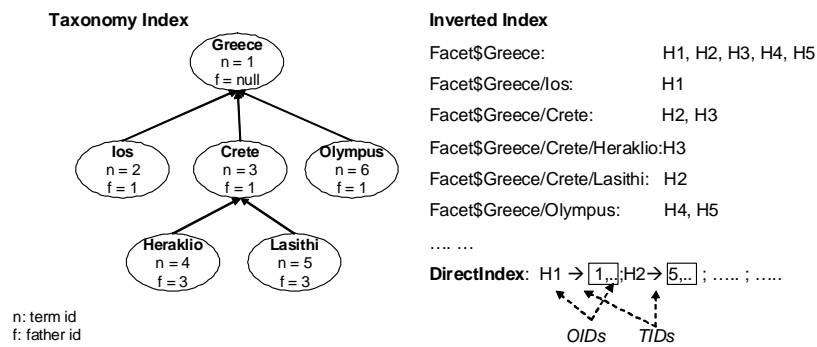 Taxonomy Index
Greece
n = 1
f = null
Ios
n = 2
f = 1
Crete
n = 3
f = 1
Olympus
n = 6
f = 1
Heraklio
n = 4
f = 3
Lasithi
n = 5
f = 3
n: term id
f: father id
Inverted Index
Facet$Greece: H1, H2, H3, H4, H5
Facet$Greece/Ios: H1
Facet$Greece/Crete: H2, H3
Facet$Greece/Crete/Heraklio:H3
Facet$Greece/Crete/Lasithi: H2
Facet$Greece/Olympus: H4, H5
.... ...
DirectIndex: H1 → 1,..;H2→ 5,.. ; ..... ; .....
OIDs TIDs